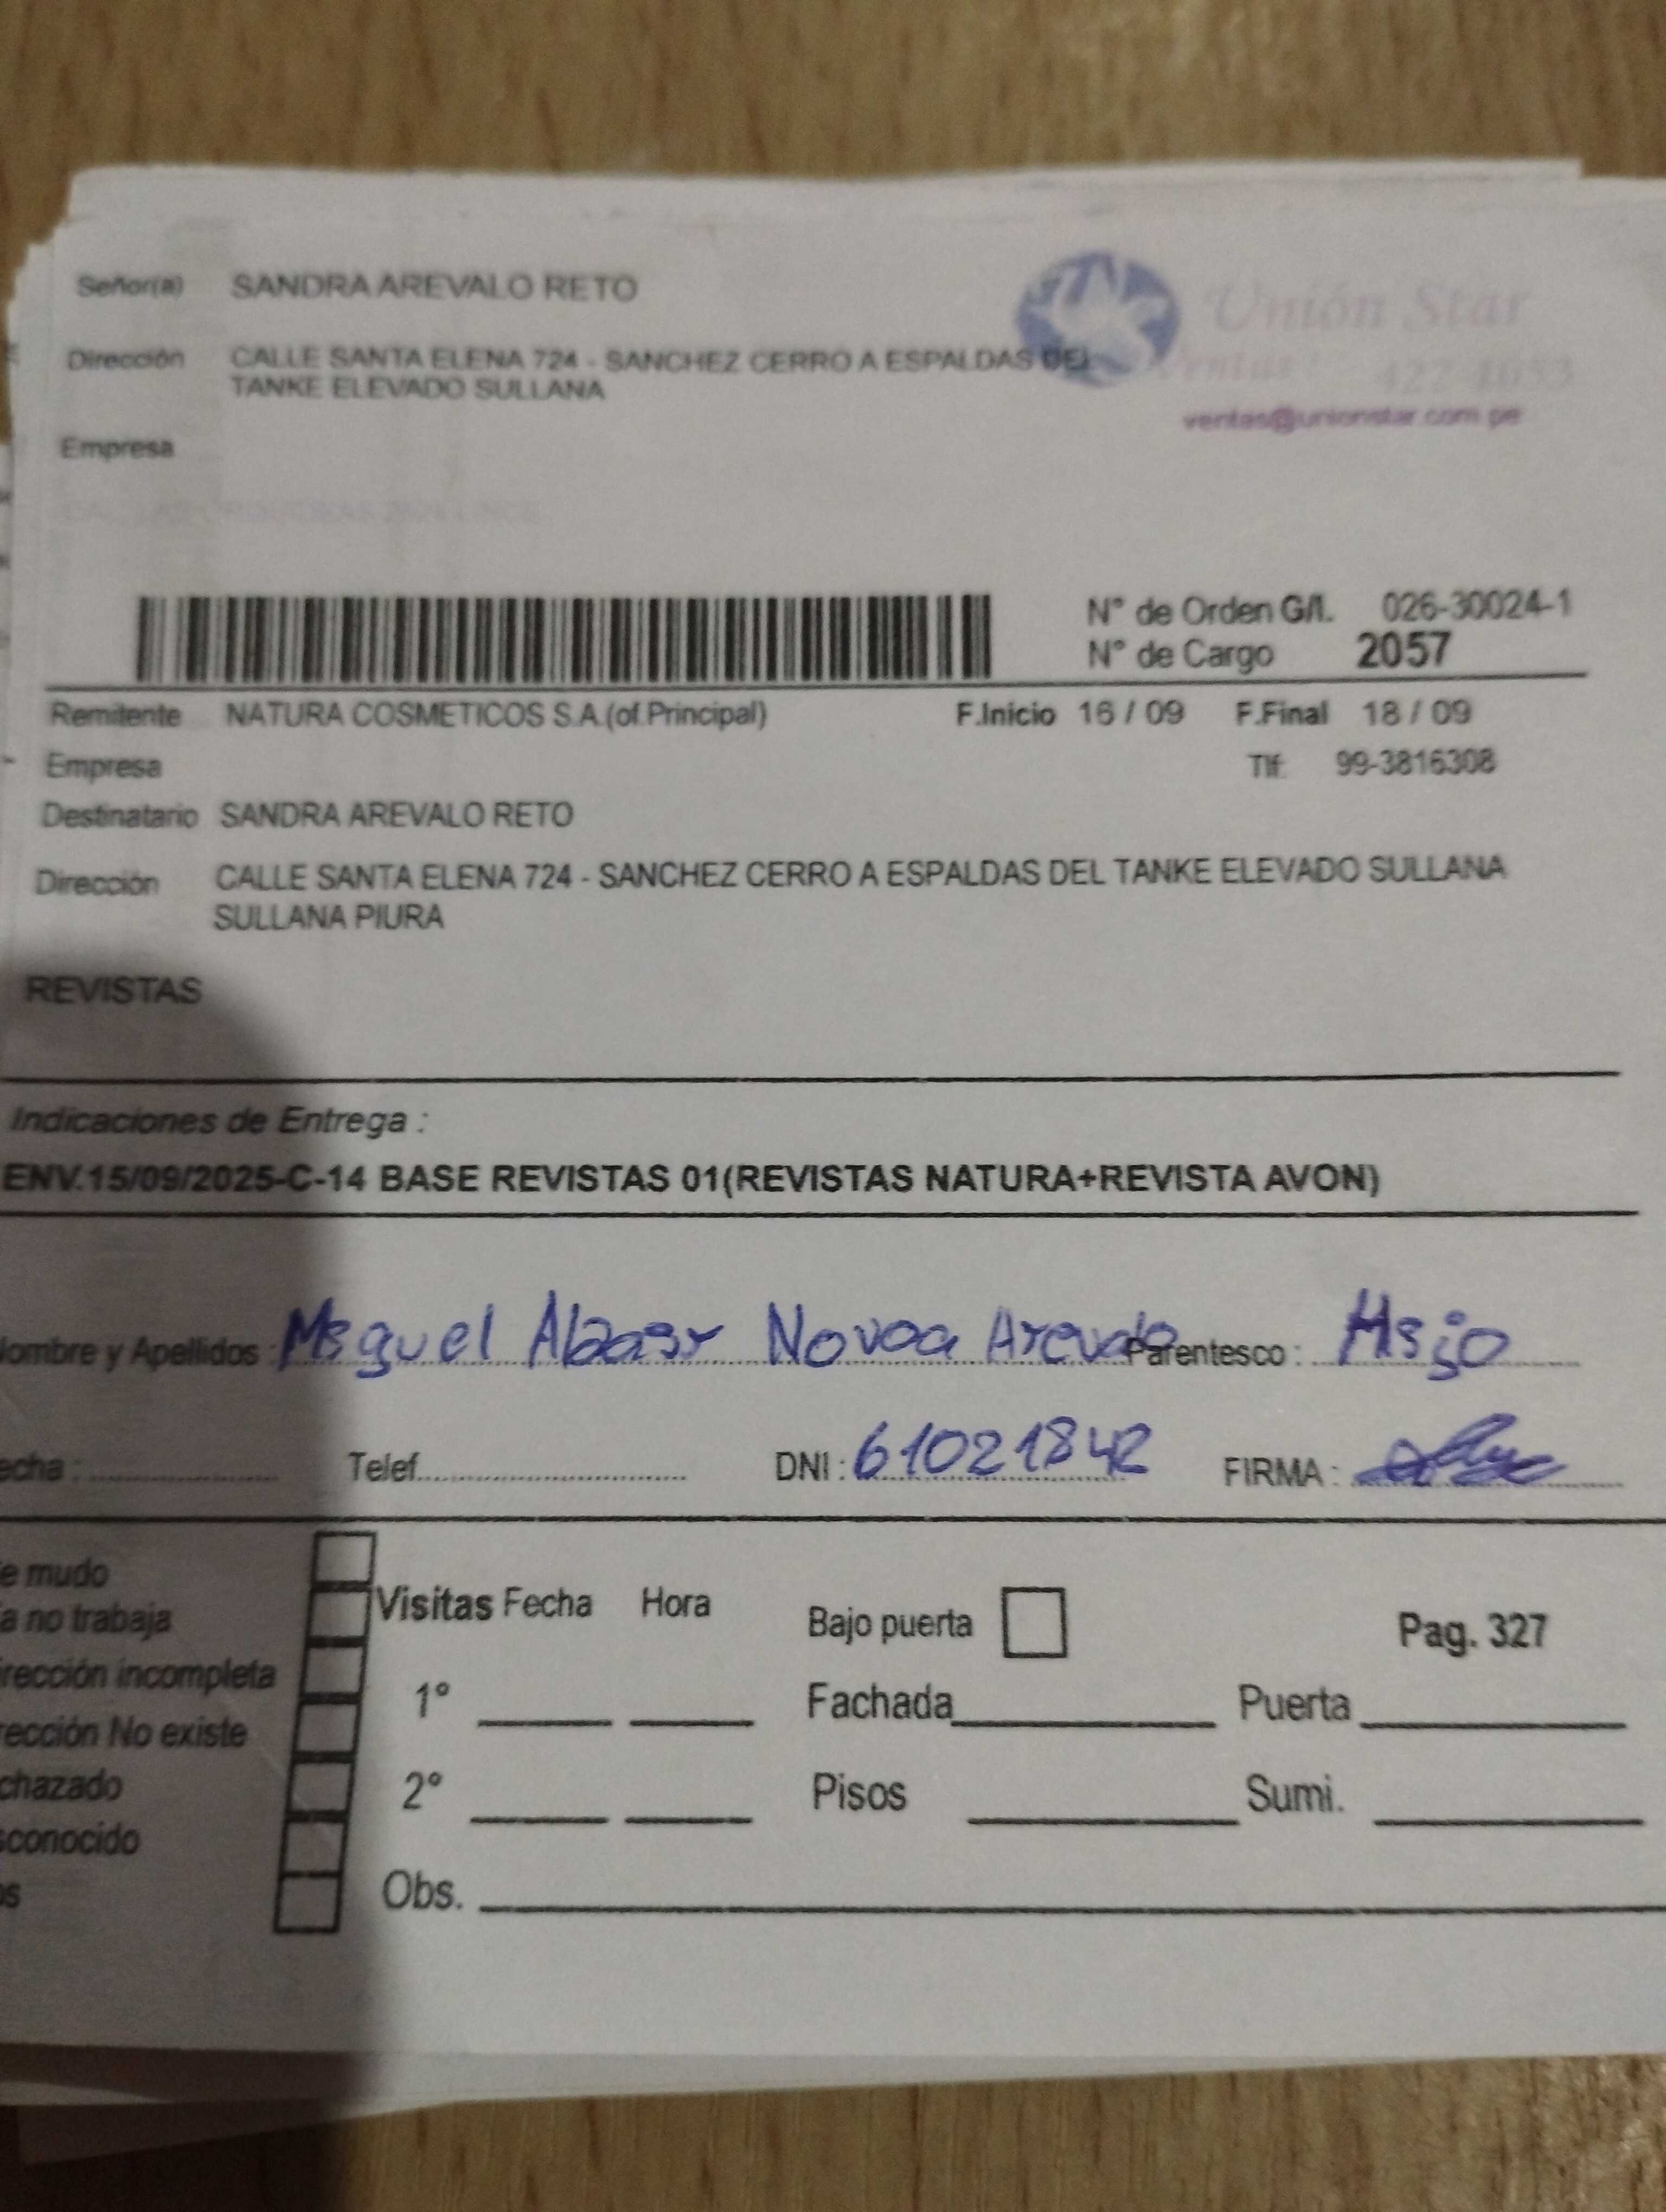 Señor(a) SANDRA AREVALO RETO
Dirección CALLE SANTA ELENA 724 - SANCHEZ CERRO A ESPALDAS DEL
TANKE ELEVADO SULLANA
Unión Star
Ventas 422-1053
ventas@unionstar.com.pe
Empresa
N° de Orden G/I. 026-30024-1
N° de Cargo 2057
Remitente NATURA COSMETICOS S.A.(of.Principal) F.Inicio 16 / 09 F.Final 18 / 09
Empresa Tlf: 99-3816308
Destinatario SANDRA AREVALO RETO
Dirección CALLE SANTA ELENA 724 - SANCHEZ CERRO A ESPALDAS DEL TANKE ELEVADO SULLANA
SULLANA PIURA
REVISTAS
Indicaciones de Entrega :
ENV.15/09/2025-C-14 BASE REVISTAS 01(REVISTAS NATURA+REVISTA AVON)
ombre y Apellidos : Miguel Novoa Arevalo Parentesco : Hijo
echa : Telef. DNI : 61021842 FIRMA :
e mudo
a no trabaja
irección incompleta
rección No existe
chazado
sconocido
os
Visitas Fecha Hora
1°
2°
Obs.
Bajo puerta Pag. 327
Fachada Puerta
Pisos Sumi.